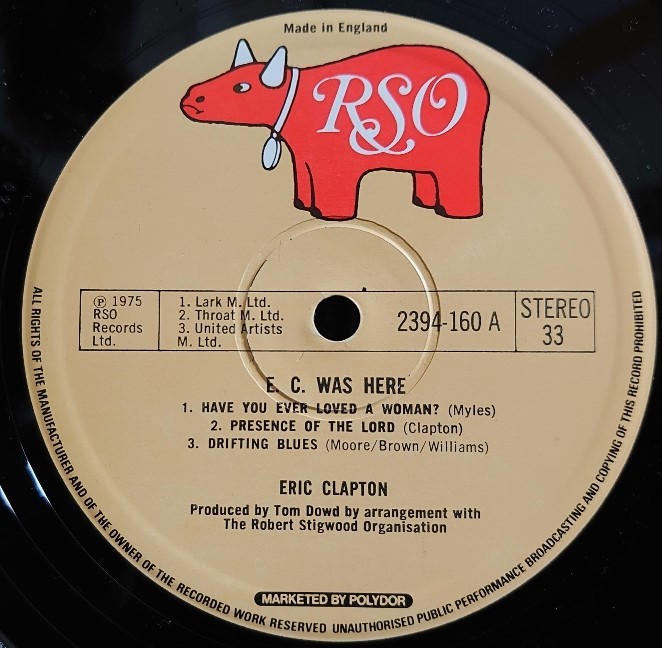 Made in England
RSO
℗ 1975
RSO
Records
Ltd.
1. Lark M. Ltd.
2. Throat M. Ltd.
3. United Artists
M. Ltd.
2394-160 A
STEREO
33
E. C. WAS HERE
1. HAVE YOU EVER LOVED A WOMAN? (Myles)
2. PRESENCE OF THE LORD (Clapton)
3. DRIFTING BLUES (Moore/Brown/Williams)
ERIC CLAPTON
Produced by Tom Dowd by arrangement with
The Robert Stigwood Organisation
MARKETED BY POLYDOR
ALL RIGHTS OF THE MANUFACTURER AND OF THE OWNER OF THE RECORDED WORK RESERVED UNAUTHORISED PUBLIC PERFORMANCE BROADCASTING AND COPYING OF THIS RECORD PROHIBITED